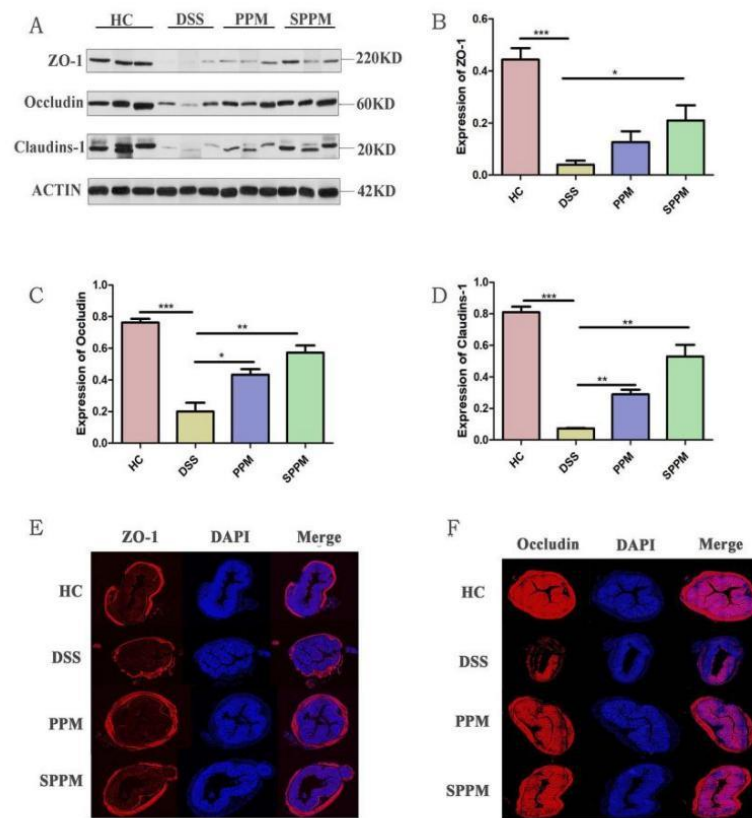 A
HC DSS PPM SPPM
ZO-1 220KD
Occludin 60KD
Claudins-1 20KD
ACTIN 42KD
B
Expression of ZO-1
0.6
0.4
0.2
0.0
***
*
HC DSS PPM SPPM
C
Expression of Occludin
1.0
0.8
0.6
0.4
0.2
0.0
***
**
*
HC DSS PPM SPPM
D
Expression of Claudins-1
1.0
0.8
0.6
0.4
0.2
0.0
***
**
**
HC DSS PPM SPPM
E
ZO-1 DAPI Merge
HC
DSS
PPM
SPPM
F
Occludin DAPI Merge
HC
DSS
PPM
SPPM